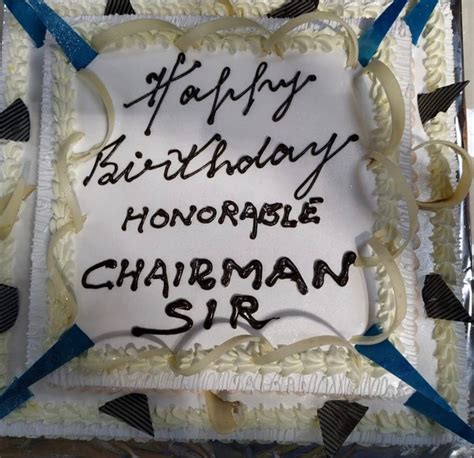 Happy
Birthday
HONORABLE
CHAIRMAN
SIR